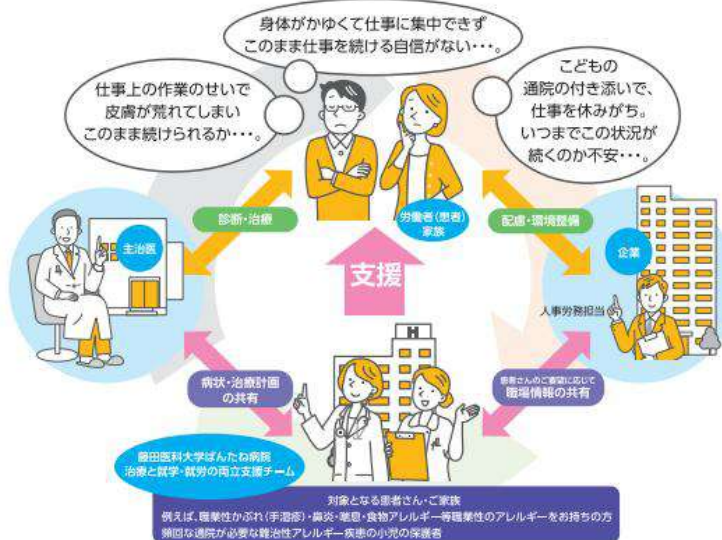 身体がかゆくて仕事に集中できず
このまま仕事を続ける自信がない・・・。
仕事上の作業のせいで
皮膚が荒れてしまい
このまま続けられるか・・・。
こどもの
通院の付き添いで、
仕事を休みがち。
いつまでこの状況が
続くのか不安・・・。
診断・治療
労働者(患者)
家族
配慮・環境整備
主治医
企業
支援
人事労務担当
H
病状・治療計画
の共有
患者さんのご希望に応じて
職場情報の共有
藤田医科大学ばんたね病院
治療と就学・就労の両立支援チーム
対象となる患者さん・ご家族
例えば、職業性かぶれ(手湿疹)・鼻炎・喘息・食物アレルギー等職業性のアレルギーをお持ちの方
頻回な通院が必要な難治性アレルギー疾患の小児の保護者